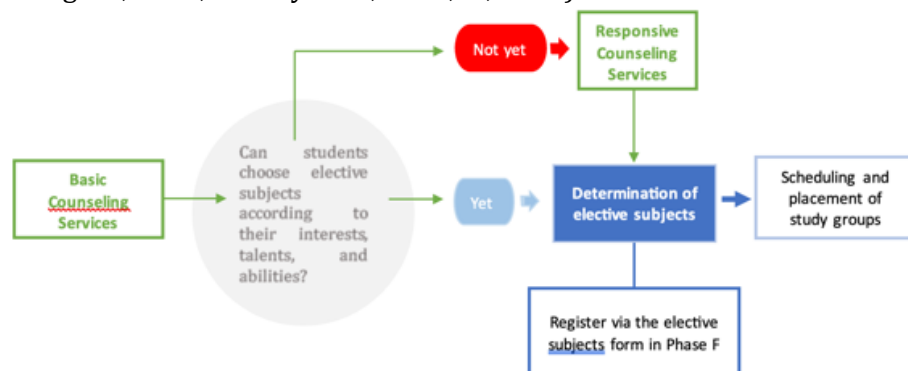 Basic
Counseling
Services
Can students
choose elective
subjects
according to
their interests,
talents, and
abilities?
Not yet
Responsive
Counseling
Services
Yet
Determination of
elective subjects
Scheduling and
placement of
study groups
Register via the elective
subjects form in Phase F